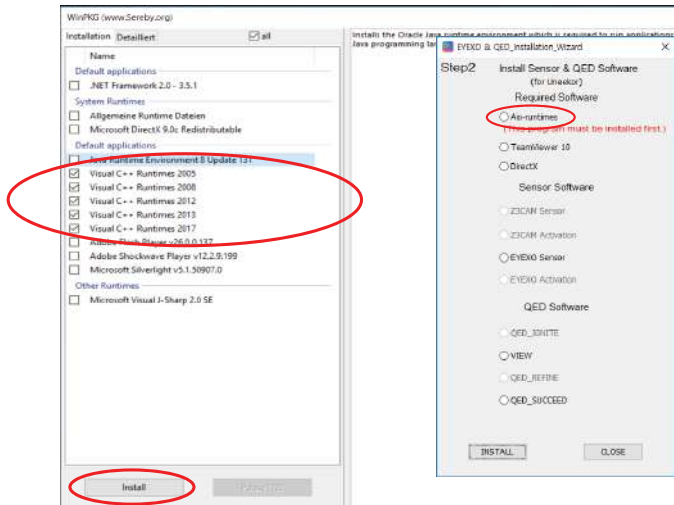 WinPKG (www.Sereby.org)
Installation Detailliert
all
Name
Default applications
.NET Framework 2.0 - 3.5.1
System Runtimes
Allgemeine Runtime Dateien
Microsoft DirectX 9.0c Redistributable
Default applications
Java Runtime Environment 8 Update 131
Visual C++ Runtimes 2005
Visual C++ Runtimes 2008
Visual C++ Runtimes 2012
Visual C++ Runtimes 2013
Visual C++ Runtimes 2017
Adobe Flash Player v26.0.0.137
Adobe Shockwave Player v12.2.9.199
Microsoft Silverlight v5.1.50907.0
Other Runtimes
Microsoft Visual J-Sharp 2.0 SE
Install
Installs the Oracle Java runtime environment which is required to run applications
Java programming lan
EYEXO & QED_Installation_Wizard
Step2
Install Sensor & QED Software
(for Uneekor)
Required Software
Aio-runtimes
(This program must be installed first.)
TeamViewer 10
DirectX
Sensor Software
Z3CAM Sensor
Z3CAM Activation
EYEXO Sensor
EYEXO Activation
QED Software
QED_IGNITE
VIEW
QED_REFINE
QED_SUCCEED
INSTALL
CLOSE